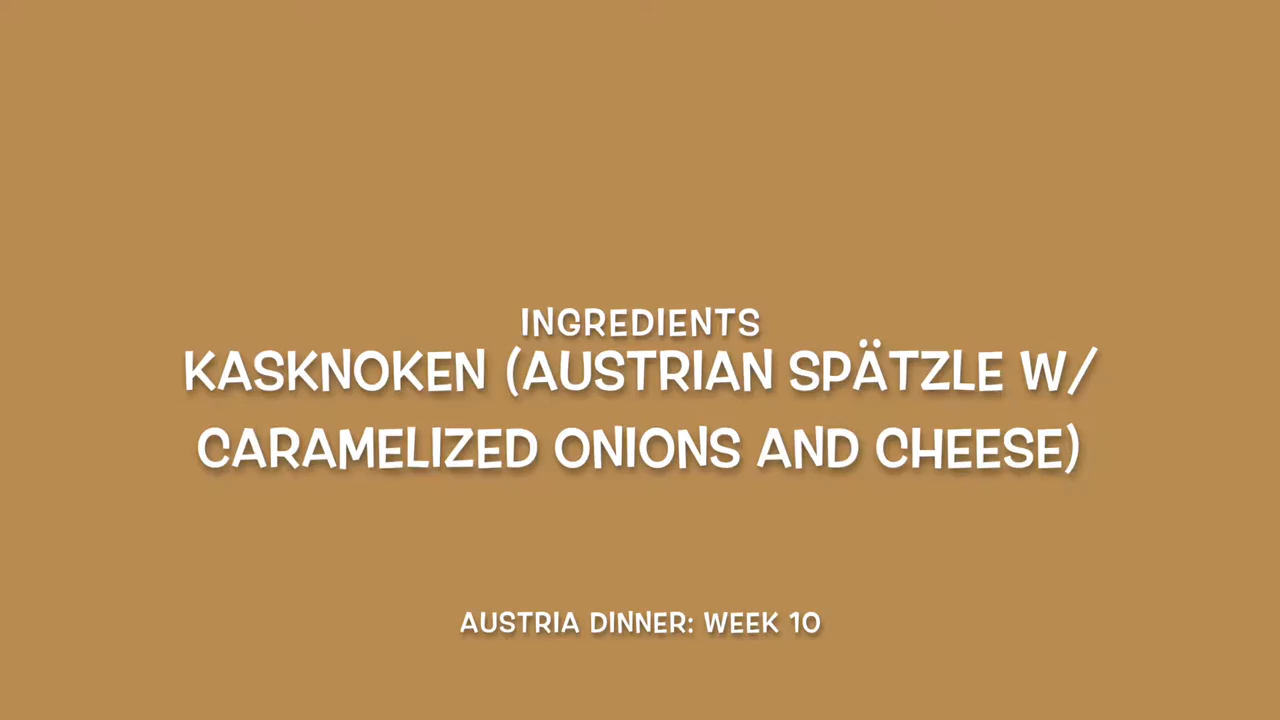 INGREDIENTS
KASKNOKEN (AUSTRIAN SPÄTZLE W/
CARAMELIZED ONIONS AND CHEESE)
AUSTRIA DINNER: WEEK 10